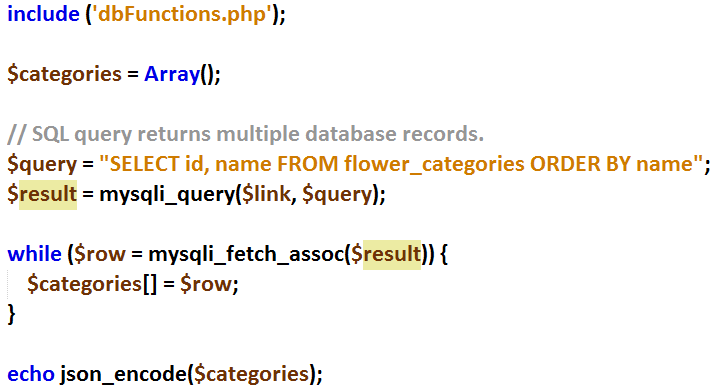 include ('dbFunctions.php');
$categories = Array();
// SQL query returns multiple database records.
$query = "SELECT id, name FROM flower_categories ORDER BY name";
$result = mysqli_query($link, $query);
while ($row = mysqli_fetch_assoc($result)) {
$categories[] = $row;
}
echo json_encode($categories);